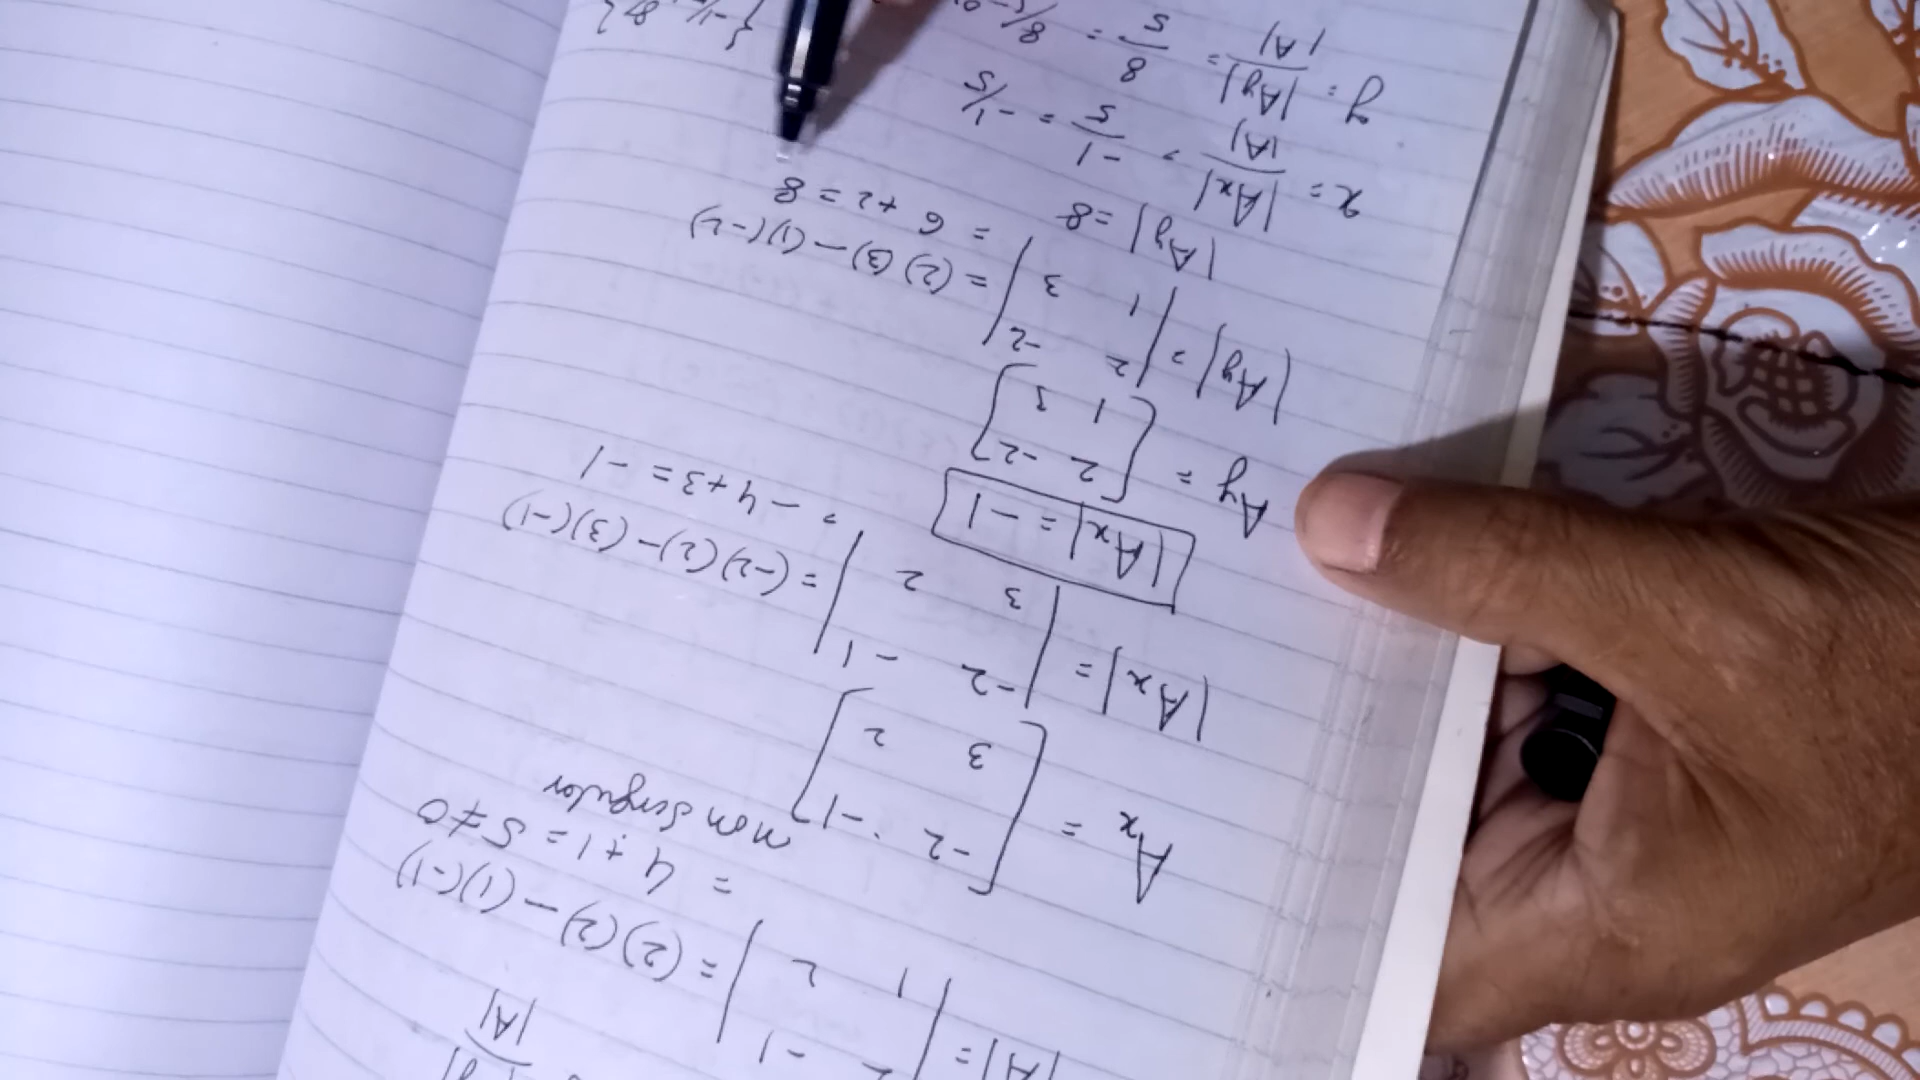 |A|
|A| = | 2 -1
1 2 | = (2)(2) - (1)(-1)
= 4 + 1 = 5 ≠ 0
non singular
Ax = [ -2 -1
3 2 ]
|Ax| = | -2 -1
3 2 | = (-2)(2) - (3)(-1)
= -4 + 3 = -1
|Ax| = -1
Ay = [ 2 -2
1 3 ]
|Ay| = | 2 -2
1 3 | = (2)(3) - (1)(-2)
= 6 + 2 = 8
|Ay| = 8
x = |Ax| / |A| = -1 / 5 = -1/5
y = |Ay| / |A| = 8 / 5 = 8/5